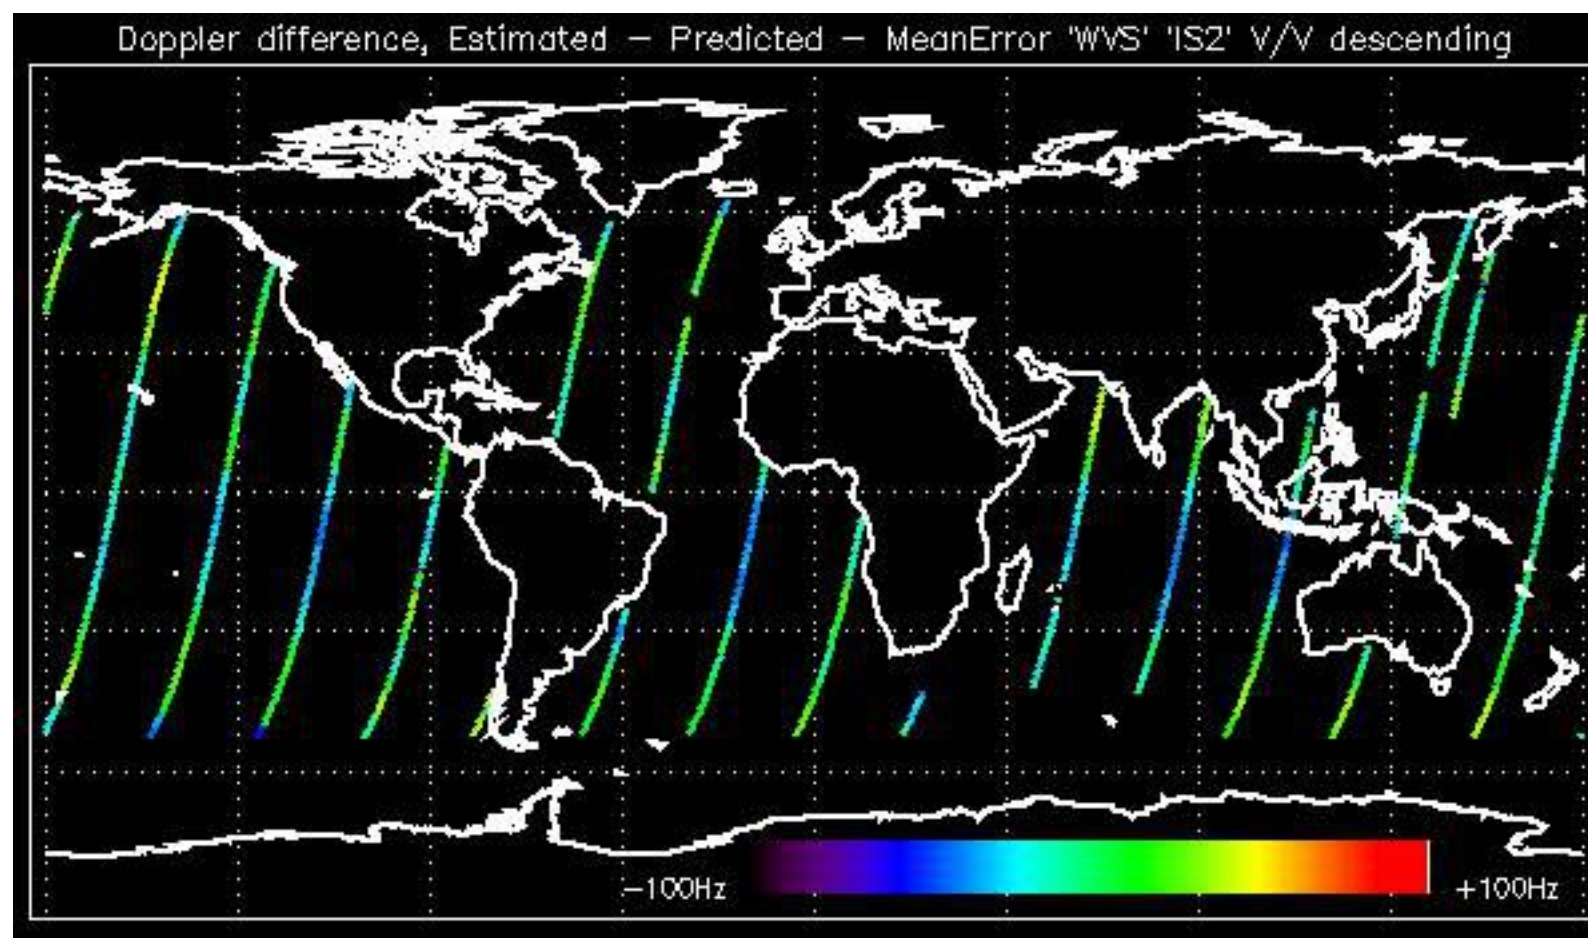 Doppler difference, Estimated - Predicted - MeanError 'WVS' 'IS2' V/V descending
-100Hz +100Hz